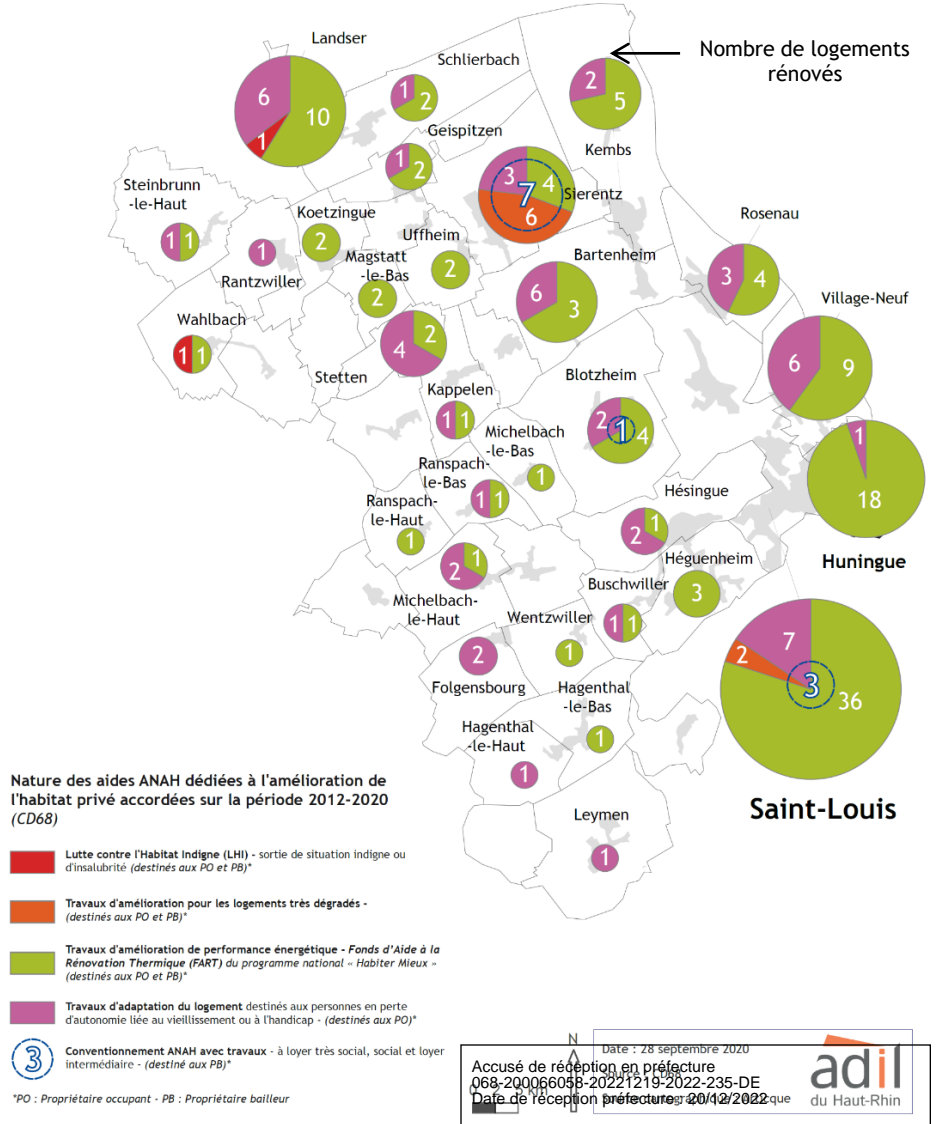 Nombre de logements
rénovés
Landser
6
10
1
Schlierbach
1
2
2
5
Kembs
Geispitzen
1
2
3
4
7
6
Sierentz
Steinbrunn
-le-Haut
1
1
Koetzingue
2
Uffheim
2
Rantzwiller
1
Magstatt
-le-Bas
2
Bartenheim
6
3
Rosenau
3
4
Village-Neuf
6
9
Wahlbach
1
1
Stetten
4
2
Kappelen
1
1
Blotzheim
2
1
4
Michelbach
-le-Bas
1
Ranspach-
le-Bas
1
1
Ranspach-
le-Haut
1
Hésingue
2
1
1
18
Huningue
Michelbach-
le-Haut
2
1
Héguenheim
3
Buschwiller
1
1
Wentzwiller
1
2
Folgensbourg
Hagenthal
-le-Bas
1
Hagenthal
-le-Haut
1
7
2
3
36
Saint-Louis
Leymen
1
Nature des aides ANAH dédiées à l'amélioration de
l'habitat privé accordées sur la période 2012-2020
(CD68)
Lutte contre l'Habitat Indigne (LHI) - sortie de situation indigne ou
d'insalubrité (destinés aux PO et PB)*
Travaux d'amélioration pour les logements très dégradés -
(destinés aux PO et PB)*
Travaux d'amélioration de performance énergétique - Fonds d'Aide à la
Rénovation Thermique (FART) du programme national « Habiter Mieux »
(destinés aux PO et PB)*
Travaux d'adaptation du logement destinés aux personnes en perte
d'autonomie liée au vieillissement ou à l'handicap - (destinés aux PO)*
3
Conventionnement ANAH avec travaux - à loyer très social, social et loyer
intermédiaire - (destiné au PB)*
*PO : Propriétaire occupant - PB : Propriétaire bailleur
N
Date : 28 septembre 2020
Source : CD68
Accusé de réception en préfecture
068-200066058-20221219-2022-235-DE
Date de réception préfecture : 20/12/2022
adil
du Haut-Rhin